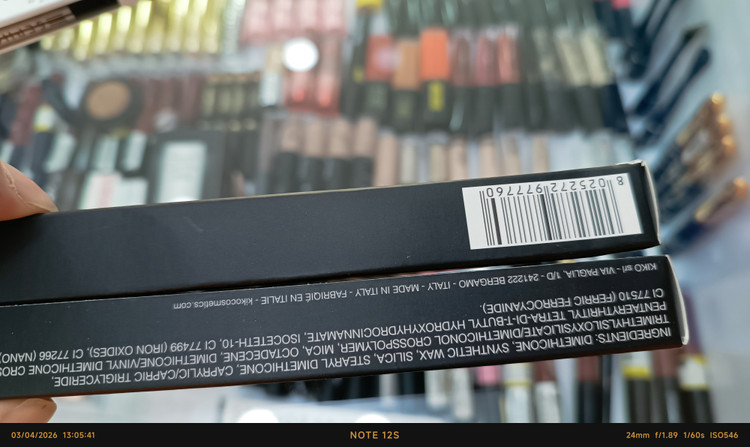 8 025272 977760
KIKO srl - VIA PAGLIA, 1/D - 241222 BERGAMO - ITALY - MADE IN ITALY - FABRIQUÉ EN ITALIE - kikocosmetics.com
INGREDIENTS: DIMETHICONE, SYNTHETIC WAX, SILICA, STEARYL DIMETHICONE, CAPRYLIC/CAPRIC TRIGLYCERIDE,
TRIMETHYLSILOXYSILICATE/DIMETHICONOL CROSSPOLYMER, MICA, OCTADECENE, DIMETHICONE/VINYL DIMETHICONE
PENTAERYTHRITYL TETRA-DI-T-BUTYL HYDROXYHYDROCINNAMATE, ISOCETETH-10, CI 77499 (IRON OXIDES), CI 77266 (NANO)
CI 77510 (FERRIC FERROCYANIDE).
03/04/2026 13:05:41 NOTE 12S 24mm f/1.89 1/60s ISO546